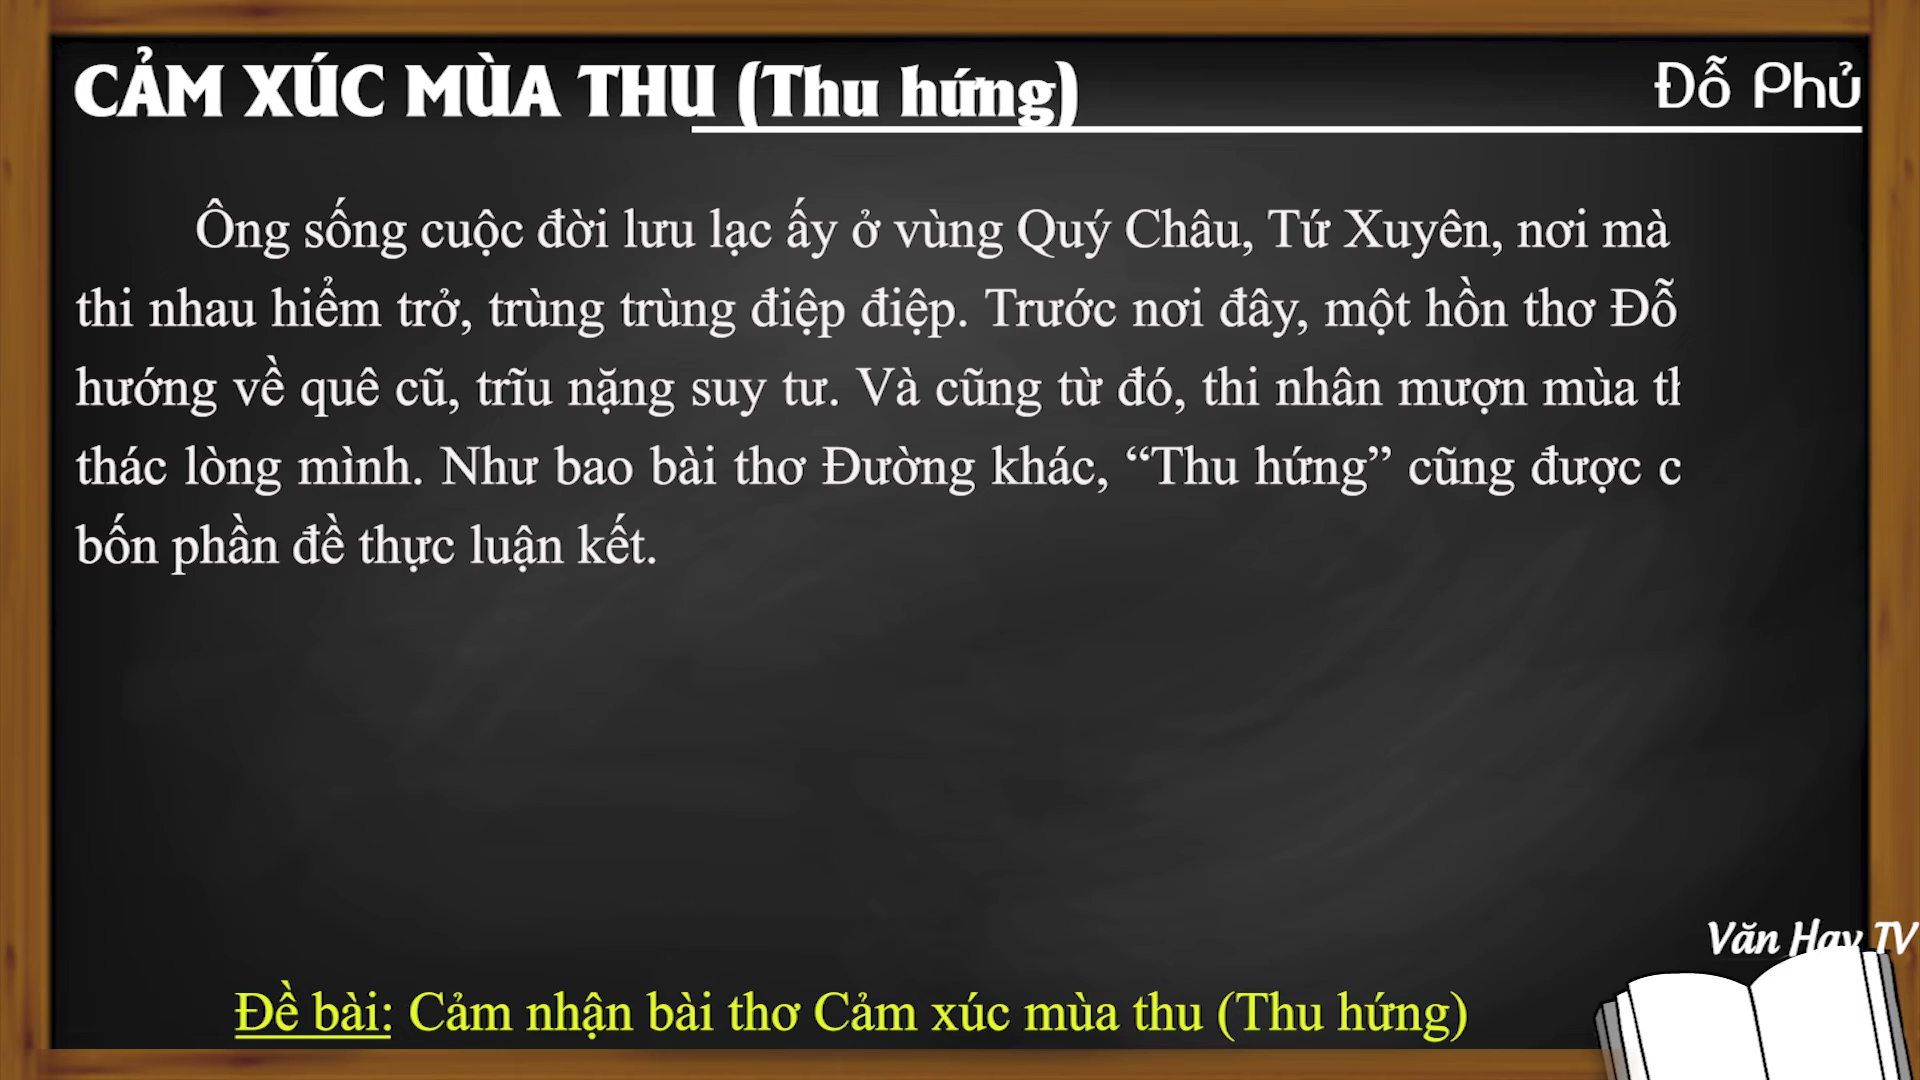 CẢM XÚC MÙA THU (Thu hứng)
Đỗ Phủ
Ông sống cuộc đời lưu lạc ấy ở vùng Quý Châu, Tứ Xuyên, nơi mà
thi nhau hiểm trở, trùng trùng điệp điệp. Trước nơi đây, một hồn thơ Đỗ
hướng về quê cũ, trĩu nặng suy tư. Và cũng từ đó, thi nhân mượn mùa
thác lòng mình. Như bao bài thơ Đường khác, “Thu hứng” cũng được
bốn phần đề thực luận kết.
Văn Hay TV
Đề bài: Cảm nhận bài thơ Cảm xúc mùa thu (Thu hứng)